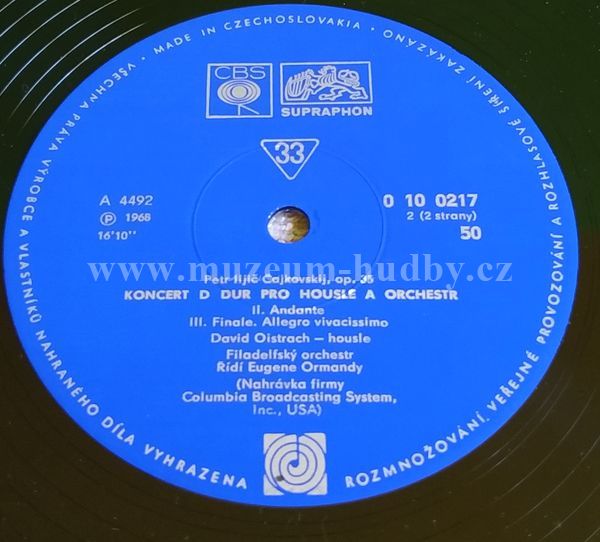 VŠECHNA PRÁVA VÝROBCE A VLASTNÍKŮ NAHRANÉHO DÍLA VYHRAZENA
ROZMNOŽOVÁNÍ, VEŘEJNÉ PROVOZOVÁNÍ A ROZHLASOVÉ ŠÍŘENÍ ZAKÁZÁNO • MADE IN CZECHOSLOVAKIA •
CBS
SUPRAPHON
33
A 4492
Ⓟ 1968
16'10''
0 10 0217
2 (2 strany)
50
www.muzeum-hudby.cz
Petr Iljič Čajkovskij, op. 35
KONCERT D DUR PRO HOUSLE A ORCHESTR
II. Andante
III. Finale. Allegro vivacissimo
David Oistrach – housle
Filadelfský orchestr
Řídí Eugene Ormandy
(Nahrávka firmy
Columbia Broadcasting System,
Inc., USA)